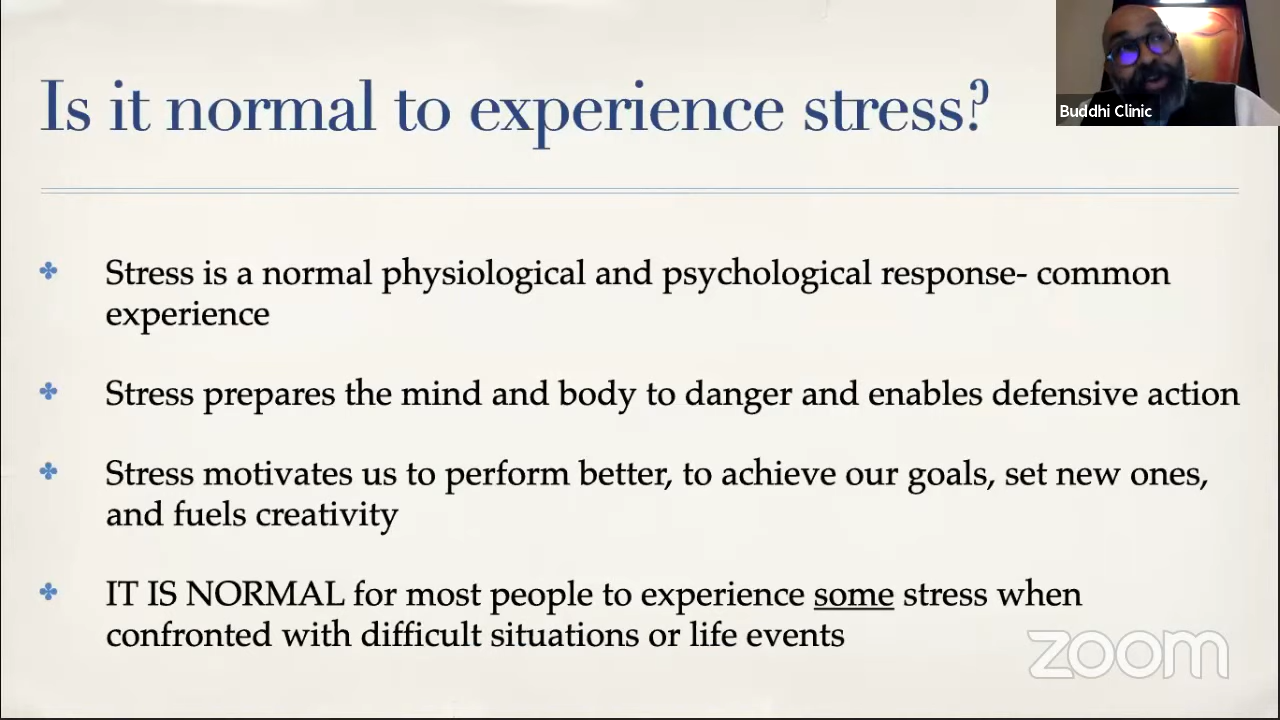 Is it normal to experience stress?
Buddhi Clinic
Stress is a normal physiological and psychological response- common
experience
Stress prepares the mind and body to danger and enables defensive action
Stress motivates us to perform better, to achieve our goals, set new ones,
and fuels creativity
IT IS NORMAL for most people to experience some stress when
confronted with difficult situations or life events
zoom